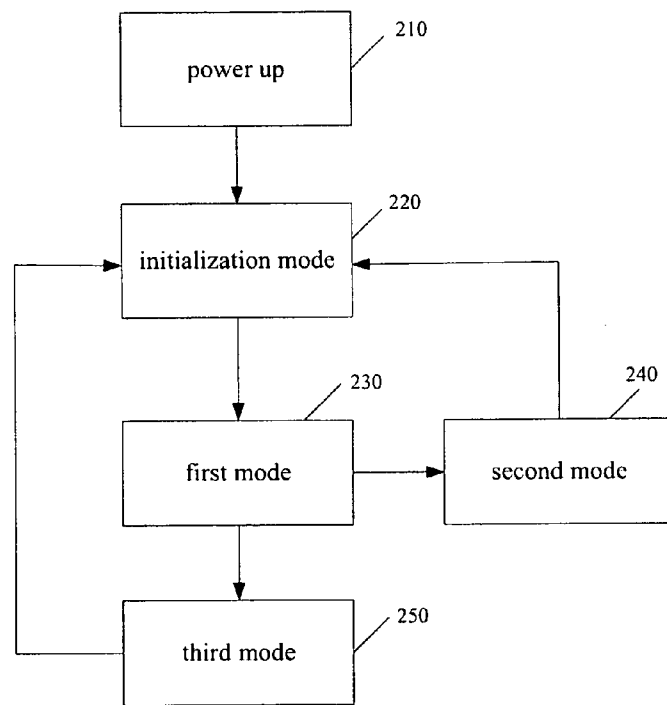 210
power up
220
initialization mode
230
240
first mode
second mode
250
third mode